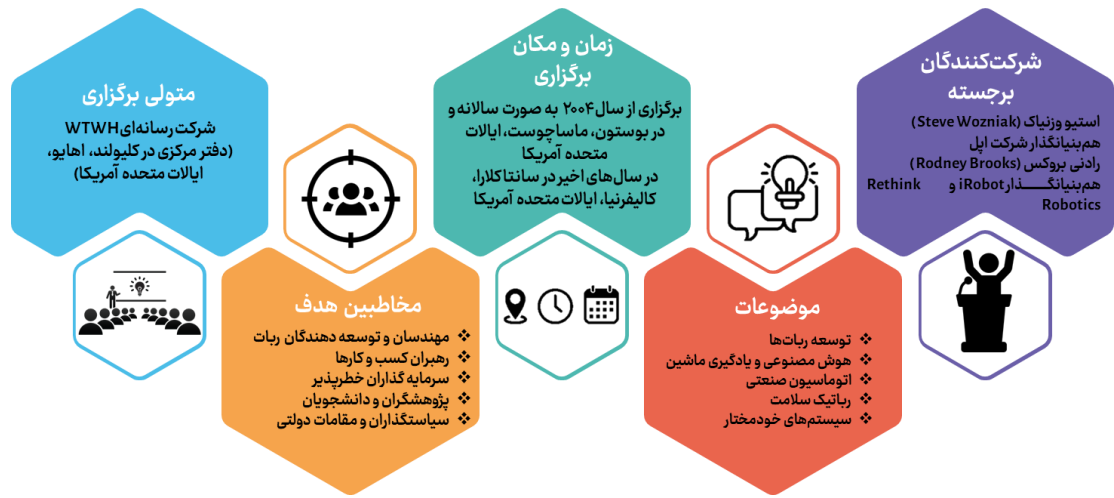 شرکت‌کنندگان
برجسته
استیو وزنیاک (Steve Wozniak)
هم‌بنیانگذار شرکت اپل
رادنی بروکس (Rodney Brooks)
هم‌بنیانگـــــذار iRobot و Rethink
Robotics
موضوعات
❖ توسعه ربات‌ها
❖ هوش مصنوعی و یادگیری ماشین
❖ اتوماسیون صنعتی
❖ رباتیک سلامت
❖ سیستم‌های خودمختار
زمان و مکان
برگزاری
برگزاری از سال ۲۰۰۴ به صورت سالانه و
در بوستون، ماساچوست، ایالات
متحده آمریکا
در سال‌های اخیر در سانتاکلارا،
کالیفرنیا، ایالات متحده آمریکا
مخاطبین هدف
❖ مهندسان و توسعه دهندگان ربات
❖ رهبران کسب و کارها
❖ سرمایه گذاران خطرپذیر
❖ پژوهشگران و دانشجویان
❖ سیاستگذاران و مقامات دولتی
متولی برگزاری
شرکت رسانه‌ای WTWH
(دفتر مرکزی در کلیولند، اهایو،
ایالات متحده آمریکا)